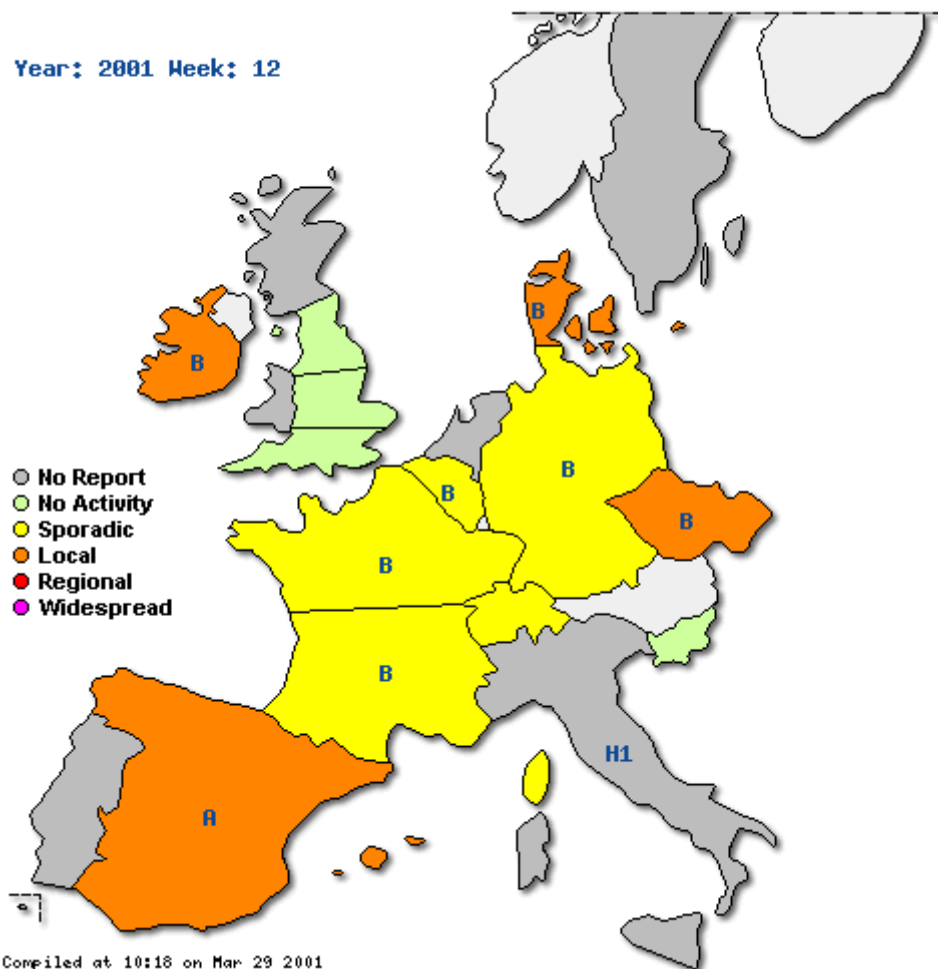 Year: 2001 Week: 12
B
B
No Report
No Activity
Sporadic
Local
Regional
Widespread
B
B
B
B
B
H1
A
Compiled at 10:18 on Mar 29 2001